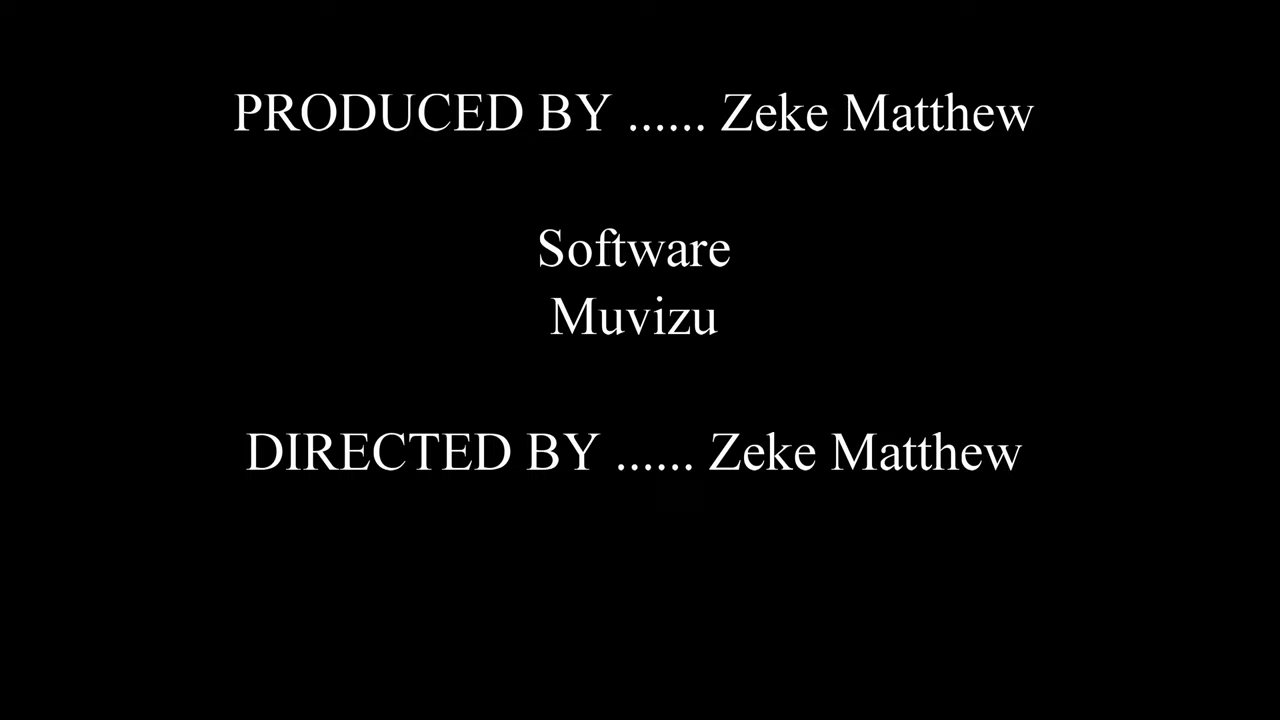 PRODUCED BY ...... Zeke Matthew
Software
Muvizu
DIRECTED BY ...... Zeke Matthew